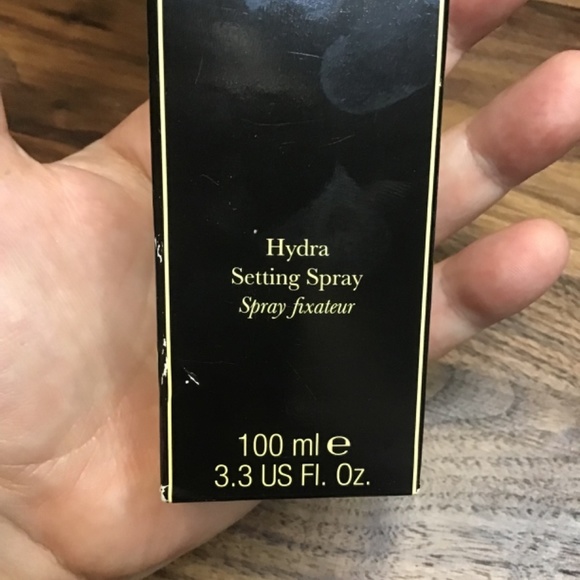 Hydra
Setting Spray
Spray fixateur
100 ml ℮
3.3 US Fl. Oz.